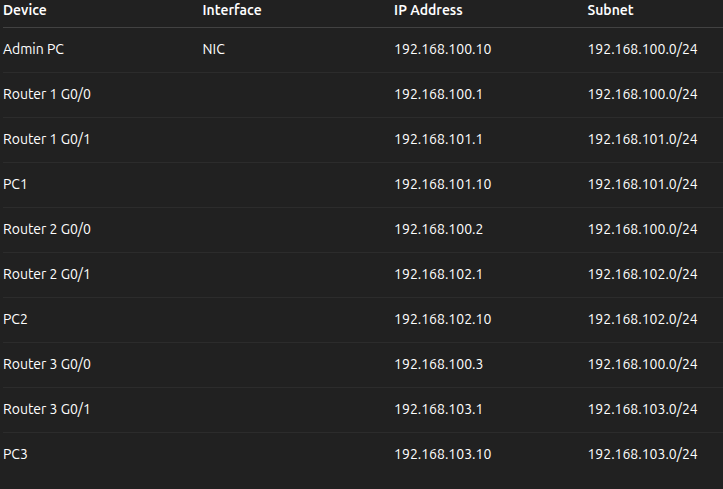 Device Interface IP Address Subnet
Admin PC NIC 192.168.100.10 192.168.100.0/24
Router 1 G0/0 192.168.100.1 192.168.100.0/24
Router 1 G0/1 192.168.101.1 192.168.101.0/24
PC1 192.168.101.10 192.168.101.0/24
Router 2 G0/0 192.168.100.2 192.168.100.0/24
Router 2 G0/1 192.168.102.1 192.168.102.0/24
PC2 192.168.102.10 192.168.102.0/24
Router 3 G0/0 192.168.100.3 192.168.100.0/24
Router 3 G0/1 192.168.103.1 192.168.103.0/24
PC3 192.168.103.10 192.168.103.0/24